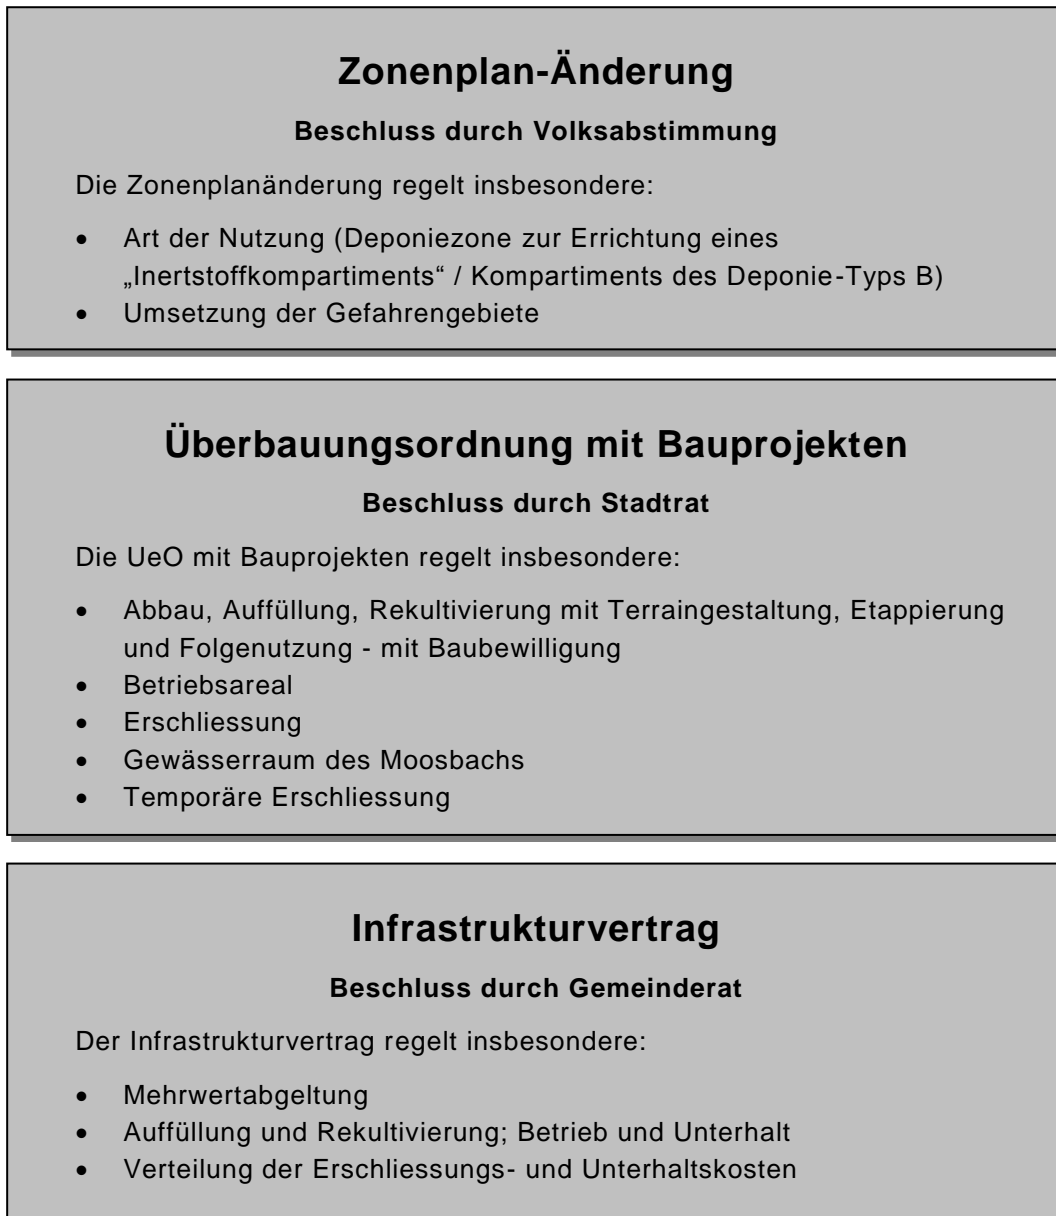 Zonenplan-Änderung
Beschluss durch Volksabstimmung
Die Zonenplanänderung regelt insbesondere:
• Art der Nutzung (Deponiezone zur Errichtung eines
„Inertstoffkompartiments“ / Kompartiments des Deponie-Typs B)
• Umsetzung der Gefahrengebiete
Überbauungsordnung mit Bauprojekten
Beschluss durch Stadtrat
Die UeO mit Bauprojekten regelt insbesondere:
• Abbau, Auffüllung, Rekultivierung mit Terraingestaltung, Etappierung
und Folgenutzung - mit Baubewilligung
• Betriebsareal
• Erschliessung
• Gewässerraum des Moosbachs
• Temporäre Erschliessung
Infrastrukturvertrag
Beschluss durch Gemeinderat
Der Infrastrukturvertrag regelt insbesondere:
• Mehrwertabgeltung
• Auffüllung und Rekultivierung; Betrieb und Unterhalt
• Verteilung der Erschliessungs- und Unterhaltskosten